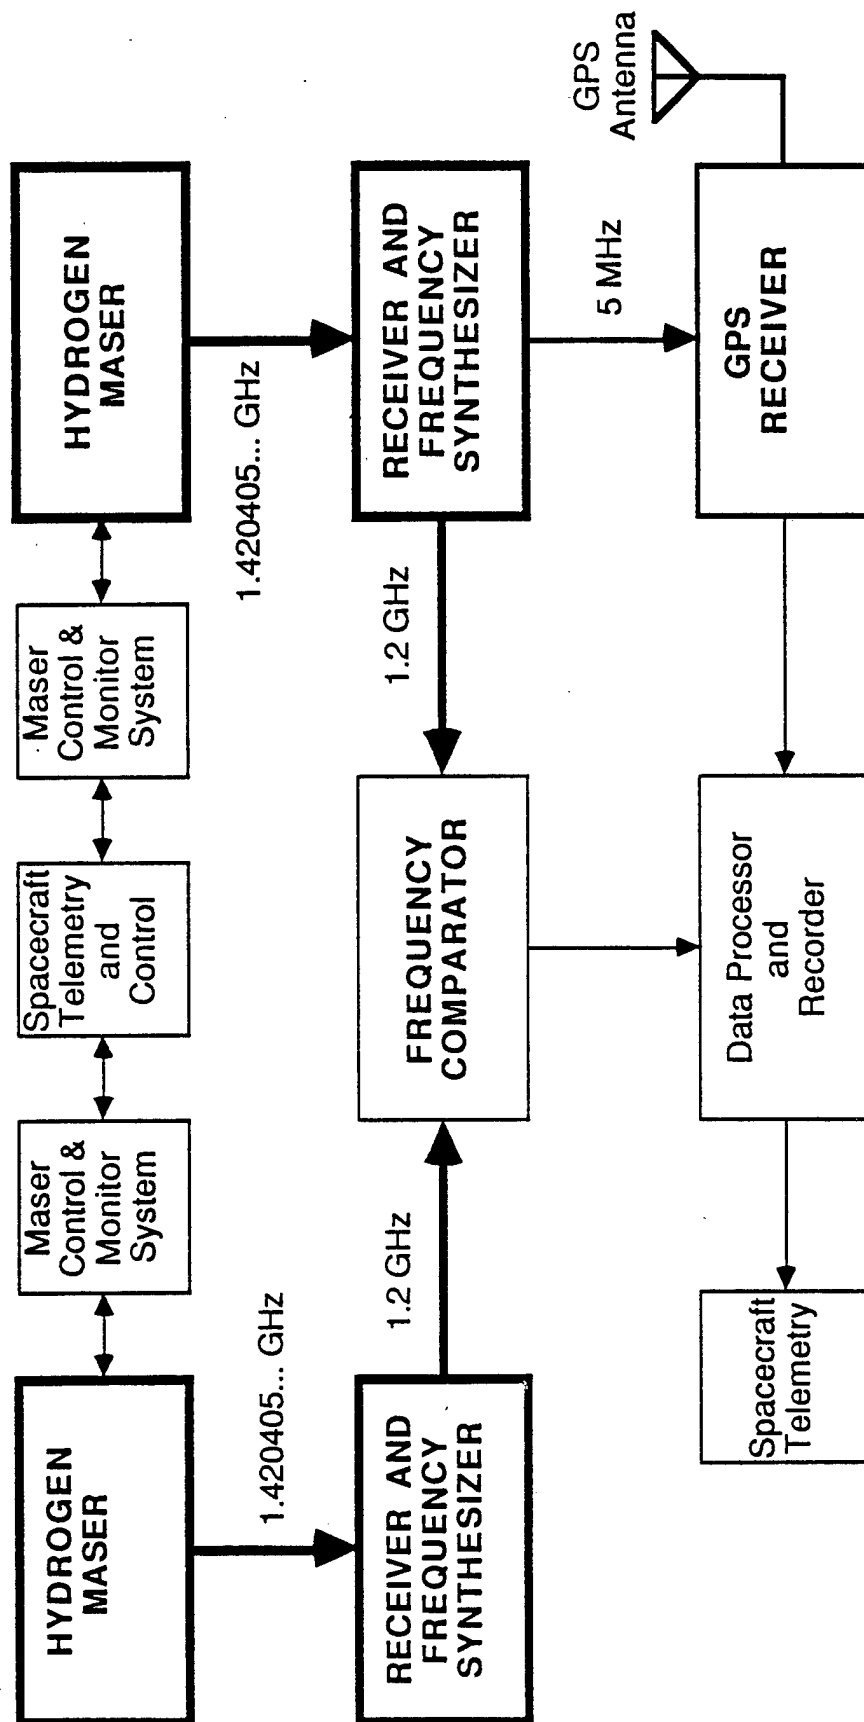 HYDROGEN
MASER
Maser
Control &
Monitor
System
Spacecraft
Telemetry
and
Control
Maser
Control &
Monitor
System
HYDROGEN
MASER
1.420405... GHz
1.420405... GHz
RECEIVER AND
FREQUENCY
SYNTHESIZER
1.2 GHz
FREQUENCY
COMPARATOR
1.2 GHz
RECEIVER AND
FREQUENCY
SYNTHESIZER
5 MHz
GPS
Antenna
Spacecraft
Telemetry
Data Processor
and
Recorder
GPS
RECEIVER